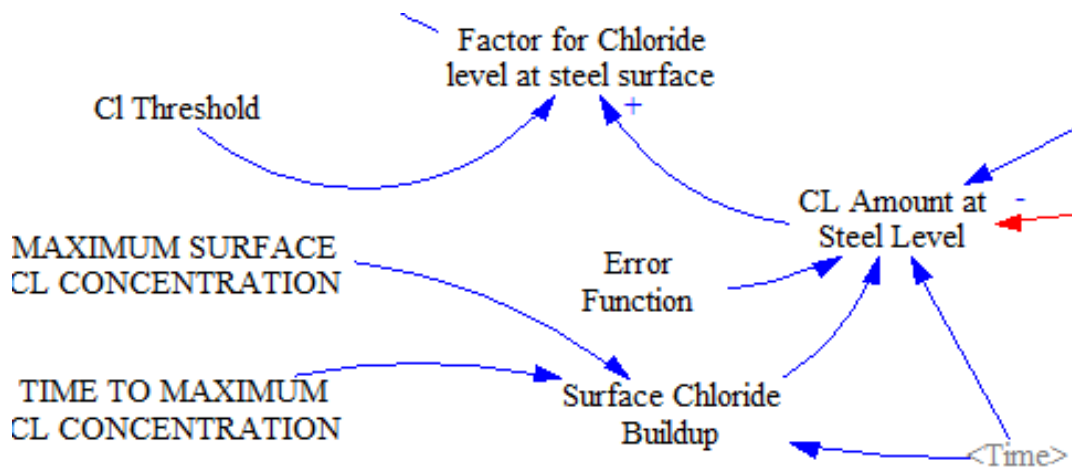 Factor for Chloride
level at steel surface
+
Cl Threshold
CL Amount at
Steel Level
-
MAXIMUM SURFACE
CL CONCENTRATION
Error
Function
TIME TO MAXIMUM
CL CONCENTRATION
Surface Chloride
Buildup
<Time>